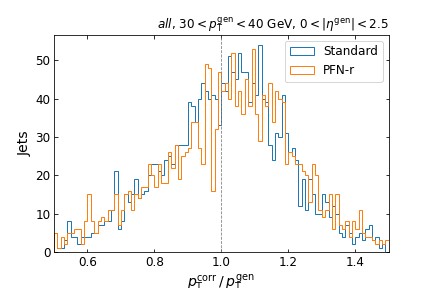 all, 30 < p_T^gen < 40 GeV, 0 < |η^gen| < 2.5
Standard
PFN-r
Jets
50
40
30
20
10
0
0.6 0.8 1.0 1.2 1.4
p_T^corr / p_T^gen